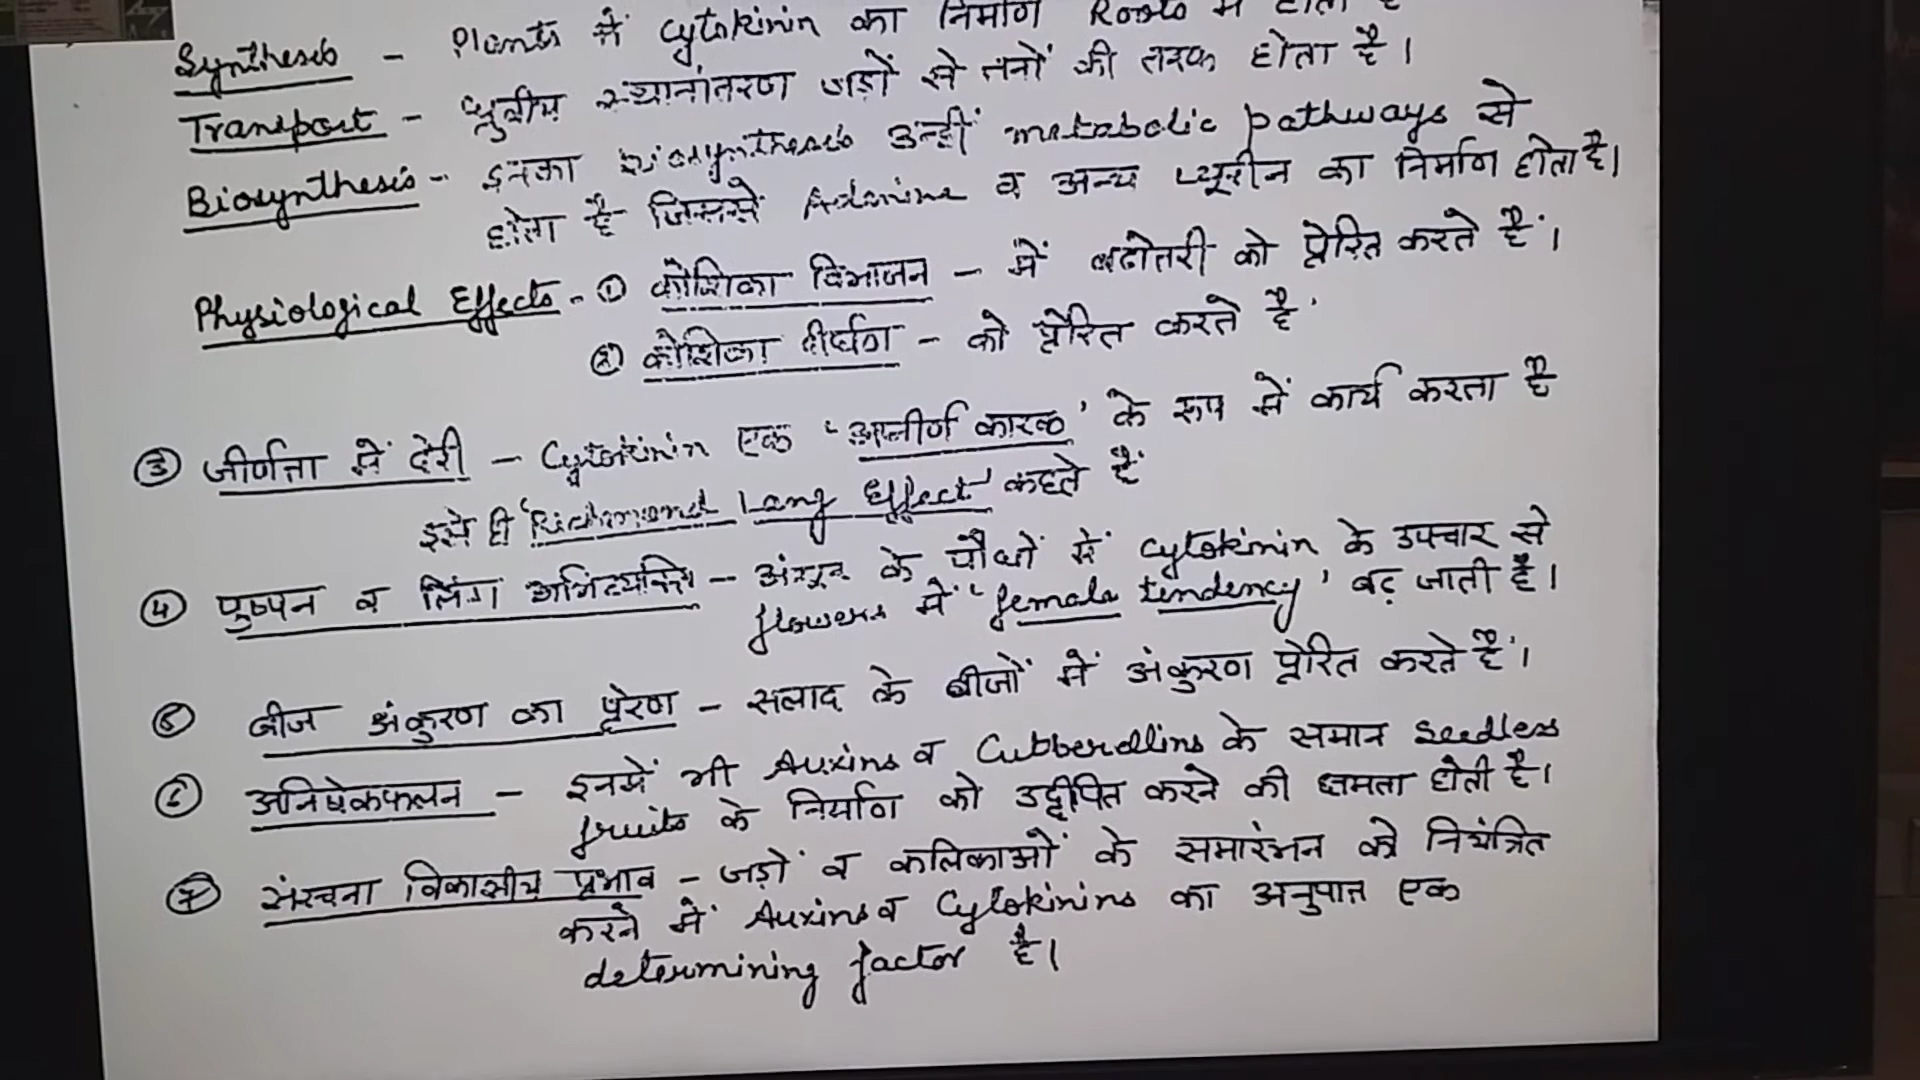 Synthesis - Plants में Cytokinin का निर्माण Roots में होता है
Transport - ध्रुवीय स्थानांतरण जड़ों से तनों की तरफ होता है।
Biosynthesis - इनका Biosynthesis उन्हीं metabolic pathways से
होता है जिससे Adenine व अन्य प्यूरीन का निर्माण होता है।
Physiological Effects - ① कोशिका विभाजन - में बढोतरी को प्रेरित करते हैं।
② कोशिका दीर्घण - को प्रेरित करते हैं
③ जीर्णता में देरी - Cytokinin एक 'अजीर्ण कारक' के रूप में कार्य करता है
इसे ही 'Richmond Lang Effect' कहते हैं
④ पुष्पन व लिंग अभिव्यक्ति - अंगूर के पौधों में Cytokinin के उपचार से
flowers में 'female tendency' बढ़ जाती है।
⑤ बीज अंकुरण का प्रेरण - सलाद के बीजों में अंकुरण प्रेरित करते हैं।
⑥ अनिषेकफलन - इनमें भी Auxins व Gibberellins के समान Seedless
fruits के निर्माण को उद्दीपित करने की क्षमता होती है।
⑦ संरचना विकासीय प्रभाव - जड़ों व कलिकाओं के समारंभन को नियंत्रित
करने में Auxins व Cytokinins का अनुपात एक
determining factor है।